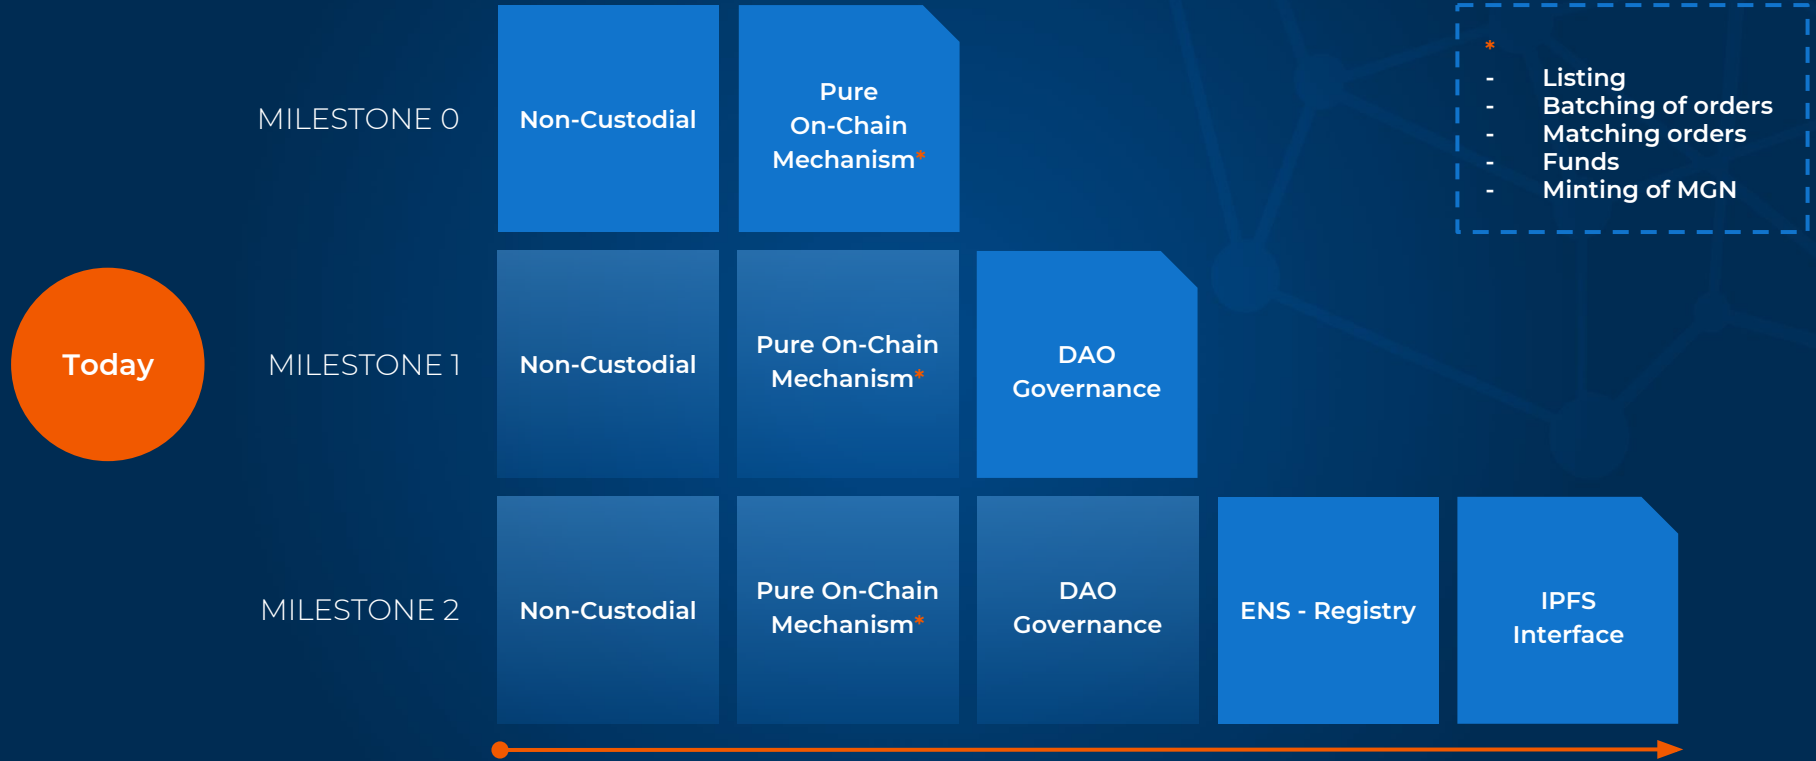 MILESTONE 0
Non-Custodial
Pure
On-Chain
Mechanism*
*
- Listing
- Batching of orders
- Matching orders
- Funds
- Minting of MGN
Today
MILESTONE 1
Non-Custodial
Pure On-Chain
Mechanism*
DAO
Governance
MILESTONE 2
Non-Custodial
Pure On-Chain
Mechanism*
DAO
Governance
ENS - Registry
IPFS
Interface